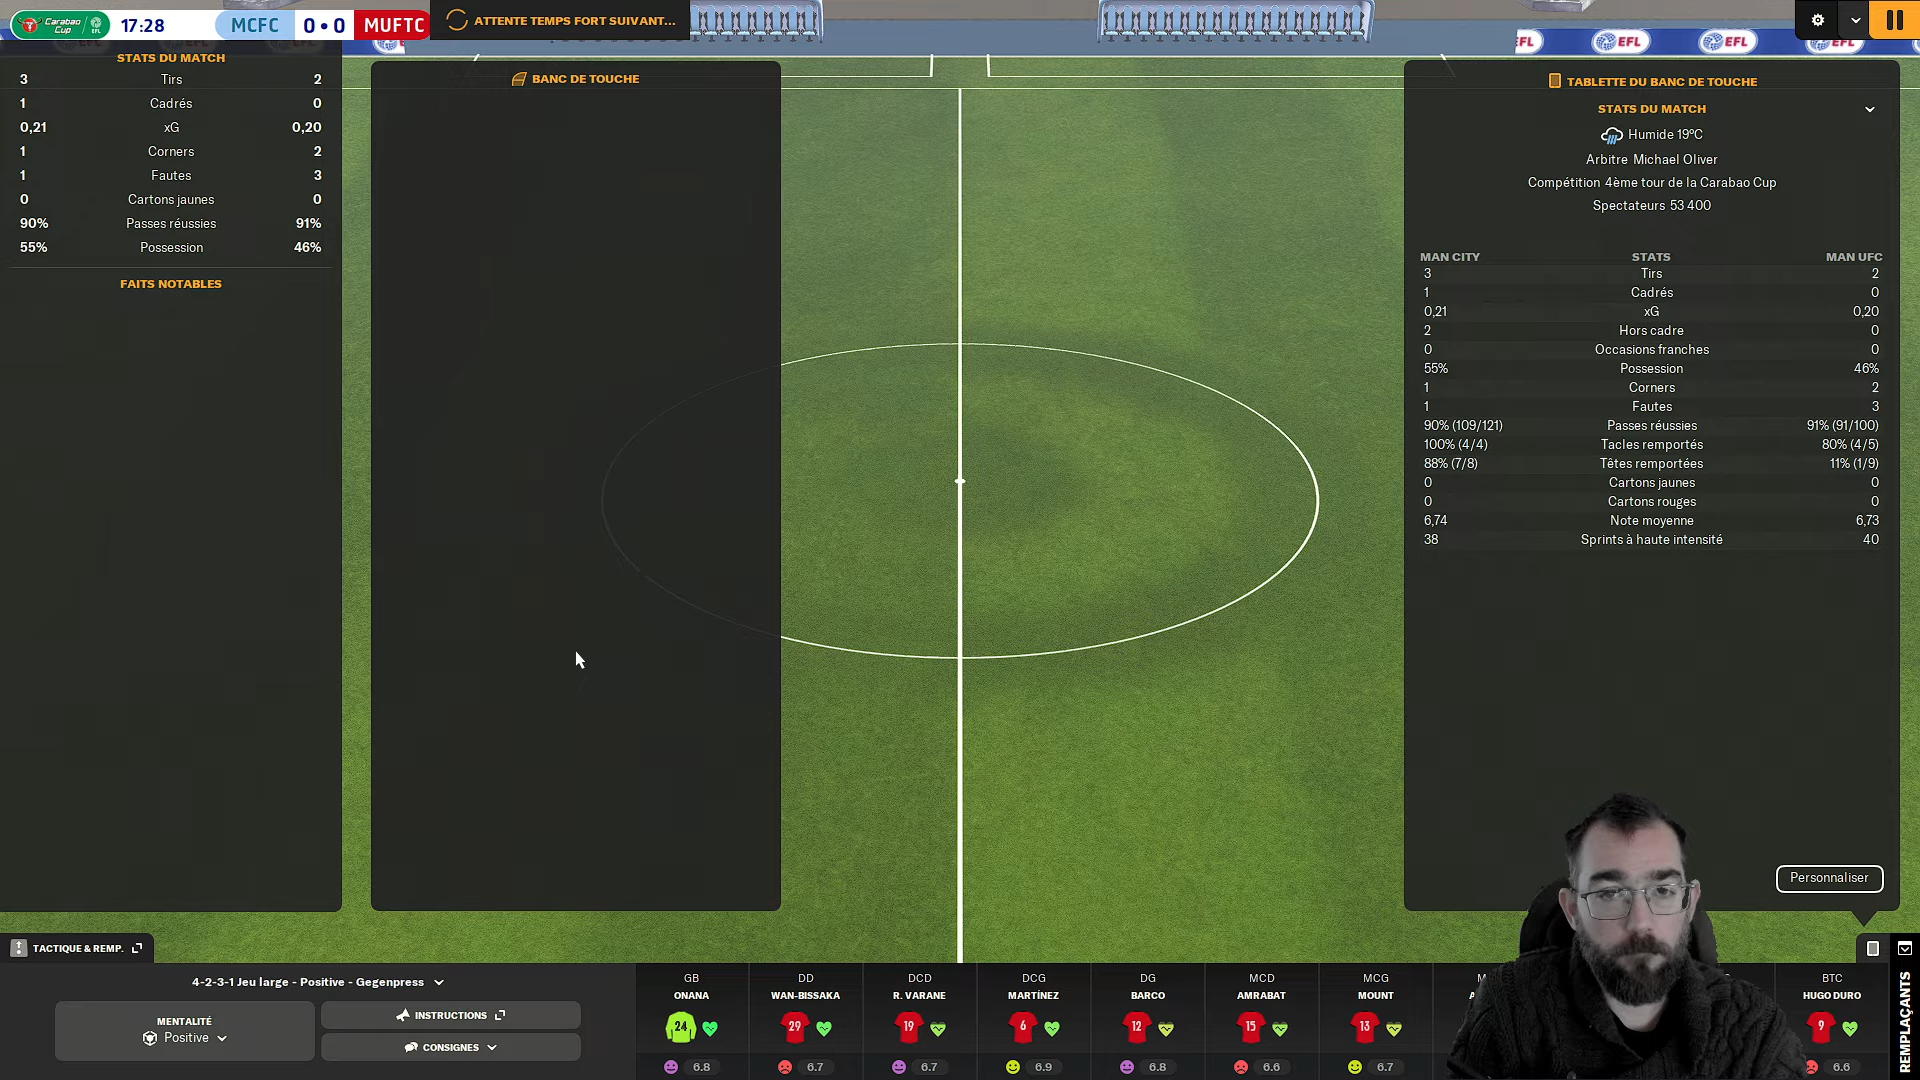 Carabao Cup EFL 17:28 MCFC 0 • 0 MUFTC ATTENTE TEMPS FORT SUIVANT...
EFL EFL EFL EFL
STATS DU MATCH
3 Tirs 2
1 Cadrés 0
0,21 xG 0,20
1 Corners 2
1 Fautes 3
0 Cartons jaunes 0
90% Passes réussies 91%
55% Possession 46%
FAITS NOTABLES
BANC DE TOUCHE
TABLETTE DU BANC DE TOUCHE
STATS DU MATCH
Humide 19°C
Arbitre Michael Oliver
Compétition 4ème tour de la Carabao Cup
Spectateurs 53 400
MAN CITY STATS MAN UFC
3 Tirs 2
1 Cadrés 0
0,21 xG 0,20
2 Hors cadre 0
0 Occasions franches 0
55% Possession 46%
1 Corners 2
1 Fautes 3
90% (109/121) Passes réussies 91% (91/100)
100% (4/4) Tacles remportés 80% (4/5)
88% (7/8) Têtes remportées 11% (1/9)
0 Cartons jaunes 0
0 Cartons rouges 0
6,74 Note moyenne 6,73
38 Sprints à haute intensité 40
Personnaliser
TACTIQUE & REMP.
4-2-3-1 Jeu large - Positive - Gegenpress
MENTALITÉ
Positive
INSTRUCTIONS
CONSIGNES
GB DD DCD DCG DG MCD MCG BTC
ONANA WAN-BISSAKA R. VARANE MARTÍNEZ BARCO AMRABAT MOUNT HUGO DURO
24 29 19 6 12 15 13 9
6.8 6.7 6.7 6.9 6.8 6.6 6.7 6.6
REMPLAÇANTS